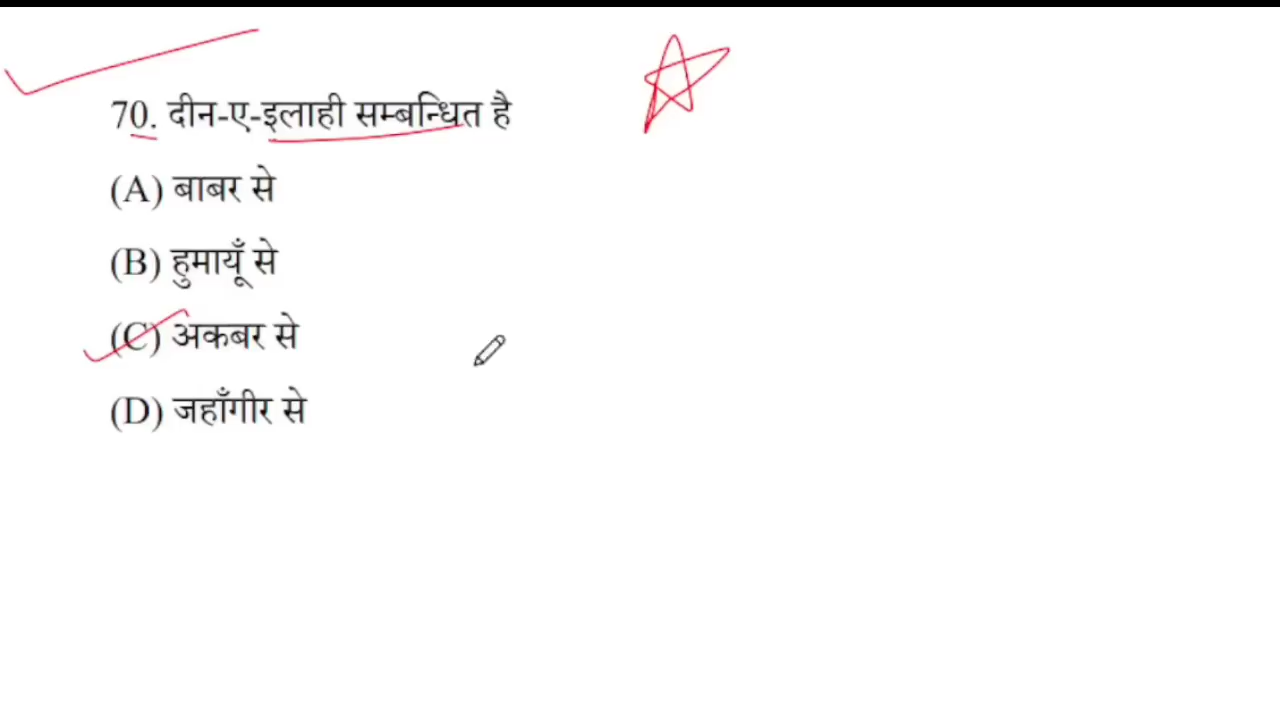 70. दीन-ए-इलाही सम्बन्धित है
(A) बाबर से
(B) हुमायूँ से
(C) अकबर से
(D) जहाँगीर से